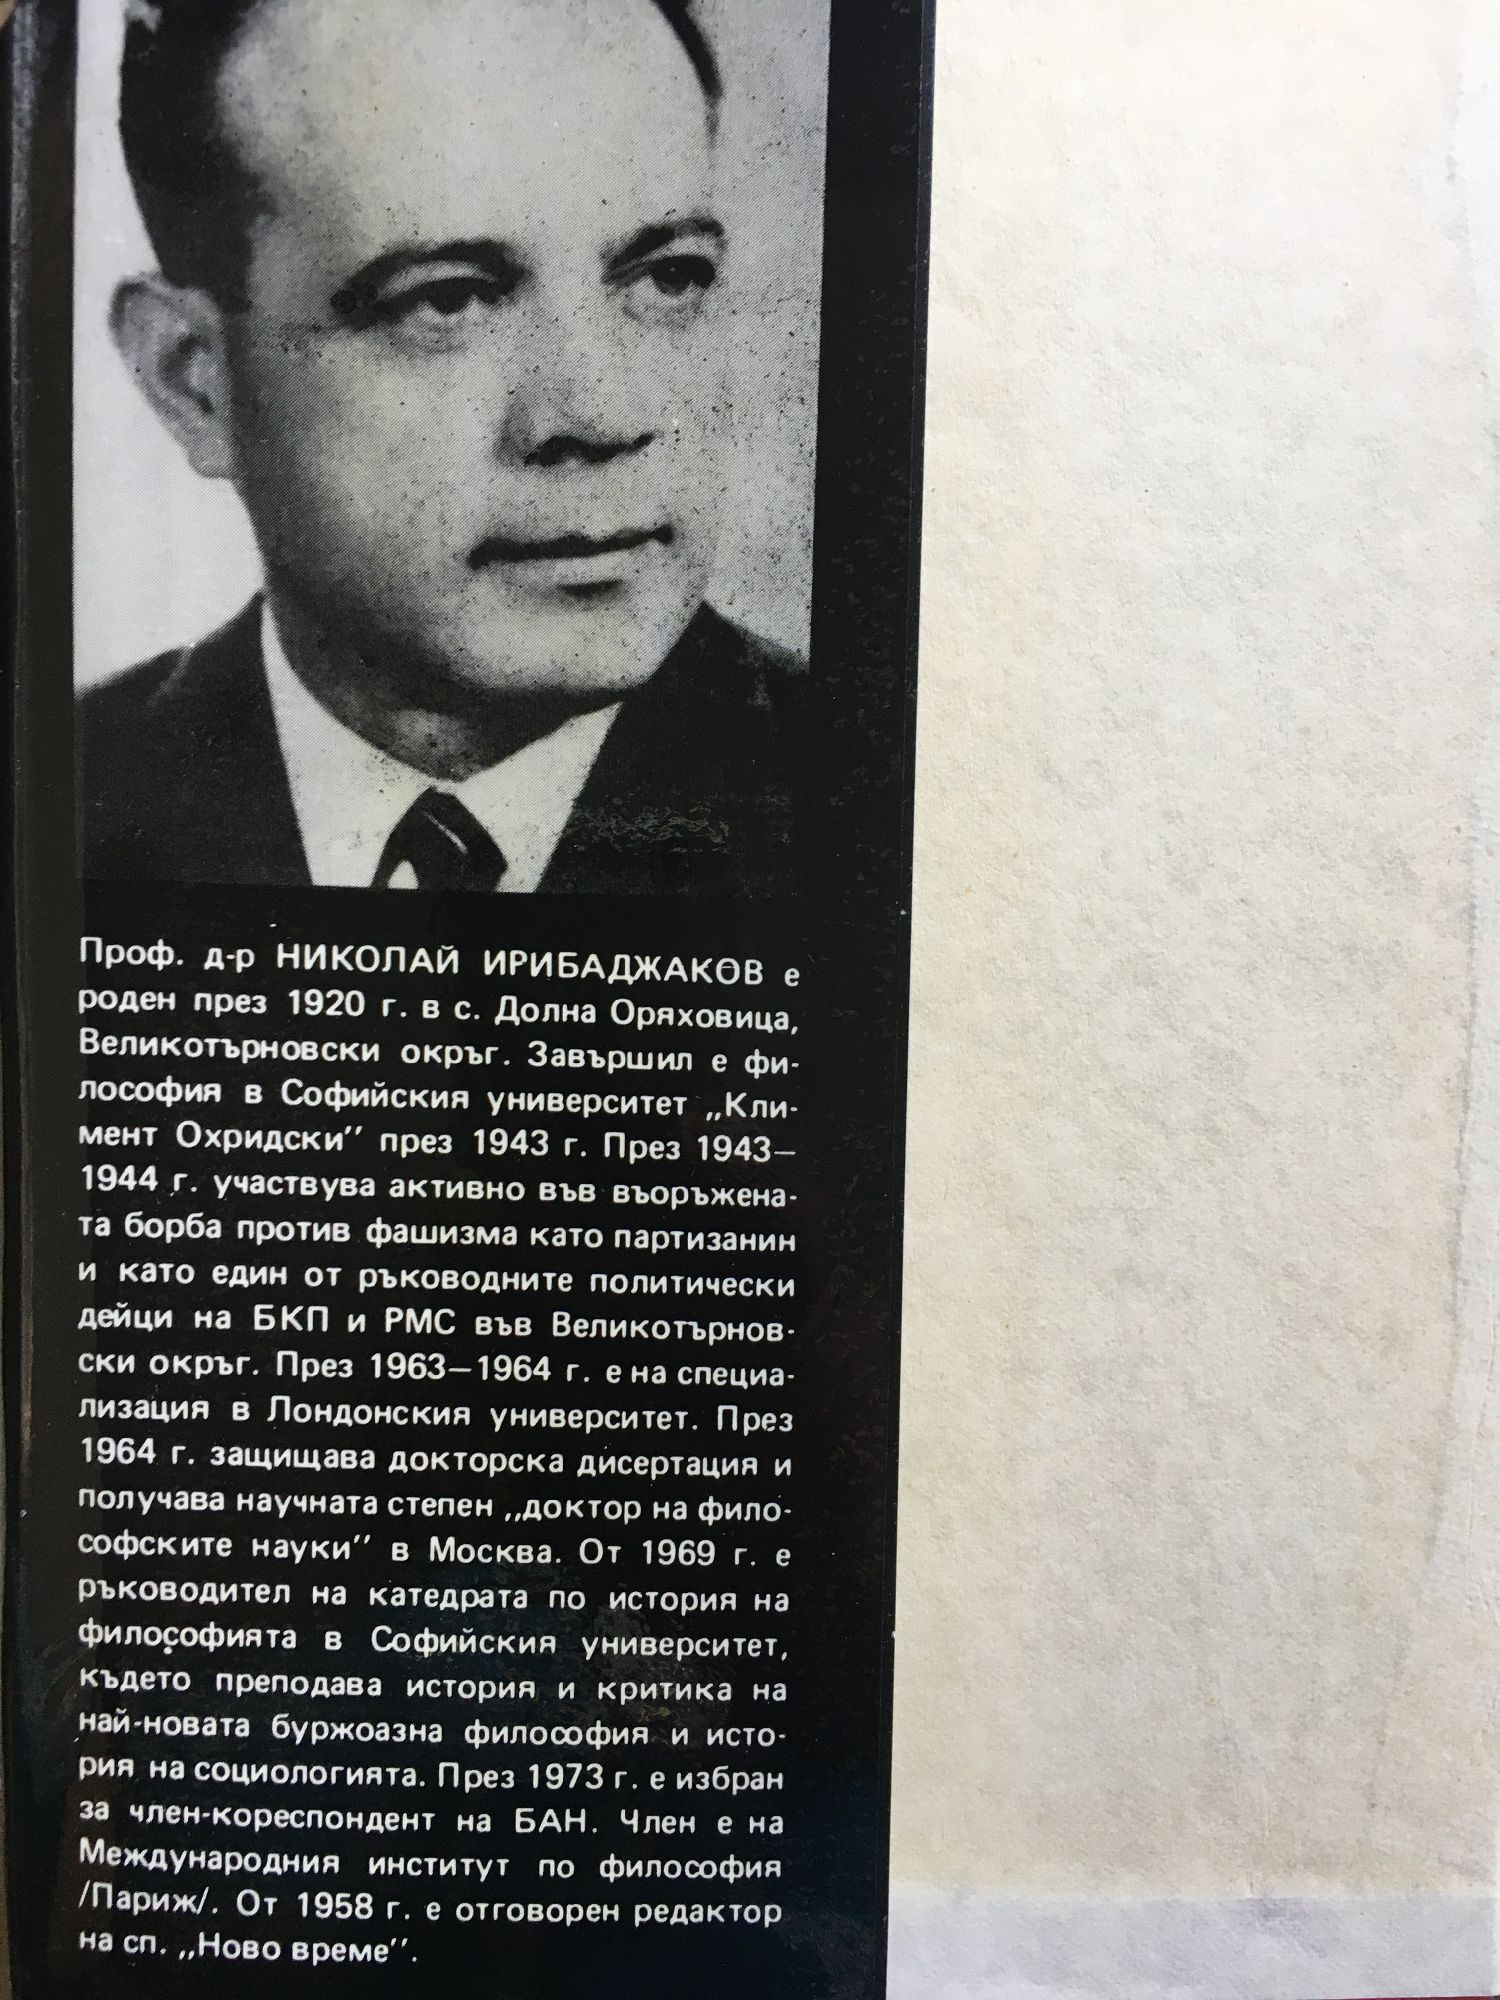 Проф. д-р НИКОЛАЙ ИРИБАДЖАКОВ е
роден през 1920 г. в с. Долна Оряховица,
Великотърновски окръг. Завършил е фи-
лософия в Софийския университет „Кли-
мент Охридски” през 1943 г. През 1943—
1944 г. участвува активно във въоръжена-
та борба против фашизма като партизанин
и като един от ръководните политически
дейци на БКП и РМС във Великотърнов-
ски окръг. През 1963—1964 г. е на специа-
лизация в Лондонския университет. През
1964 г. защищава докторска дисертация и
получава научната степен „доктор на фило-
софските науки” в Москва. От 1969 г. е
ръководител на катедрата по история на
философията в Софийския университет,
където преподава история и критика на
най-новата буржоазна философия и исто-
рия на социологията. През 1973 г. е избран
за член-кореспондент на БАН. Член е на
Международния институт по философия
/Париж/. От 1958 г. е отговорен редактор
на сп. „Ново време”.